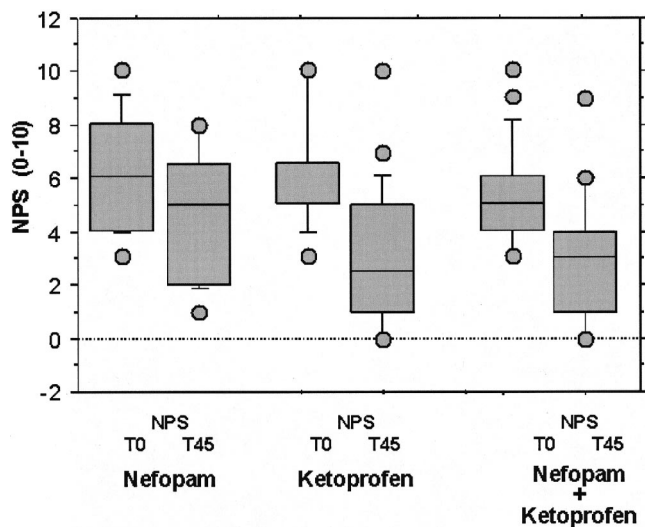 NPS (0-10)
12
10
8
6
4
2
0
-2
NPS NPS NPS
T0 T45 T0 T45 T0 T45
Nefopam Ketoprofen Nefopam
+
Ketoprofen